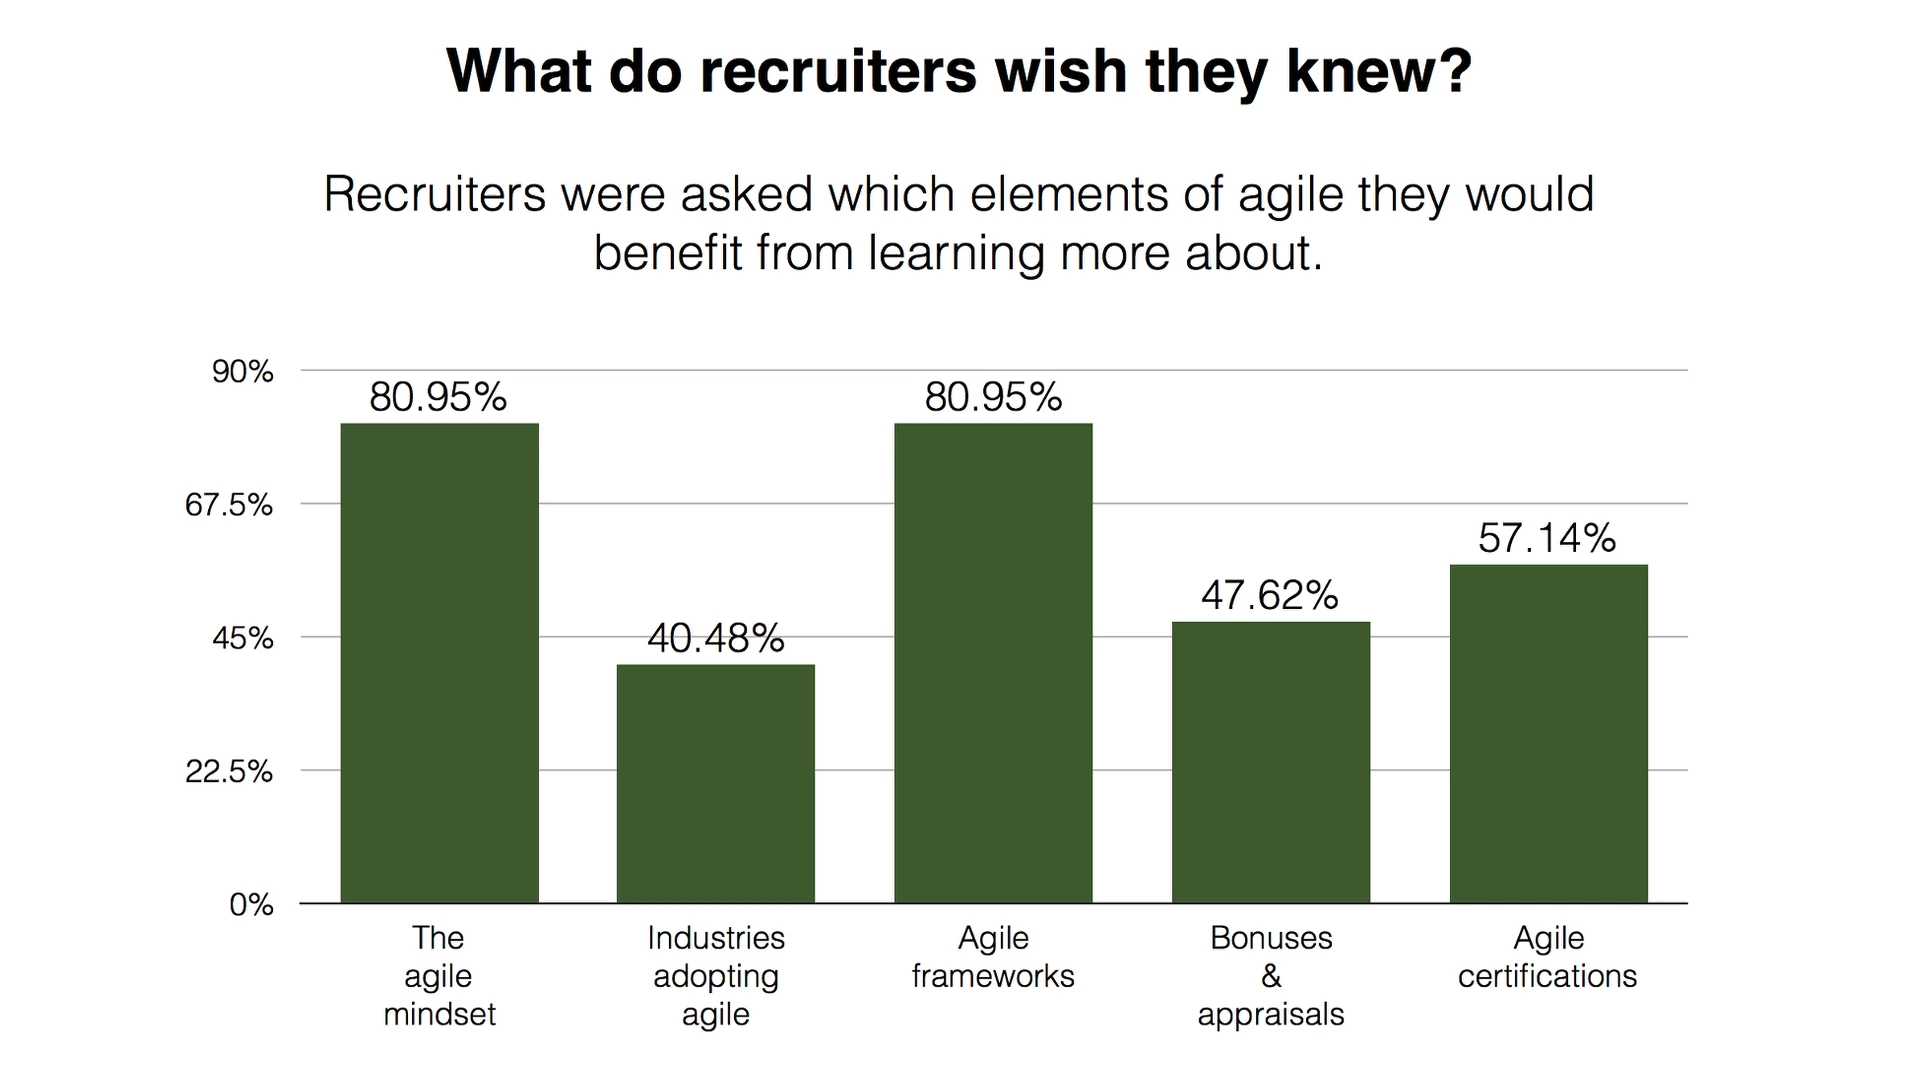 What do recruiters wish they knew?
Recruiters were asked which elements of agile they would
benefit from learning more about.
90%
80.95%
80.95%
67.5%
57.14%
47.62%
45%
40.48%
22.5%
0%
The
agile
mindset
Industries
adopting
agile
Agile
frameworks
Bonuses
&
appraisals
Agile
certifications